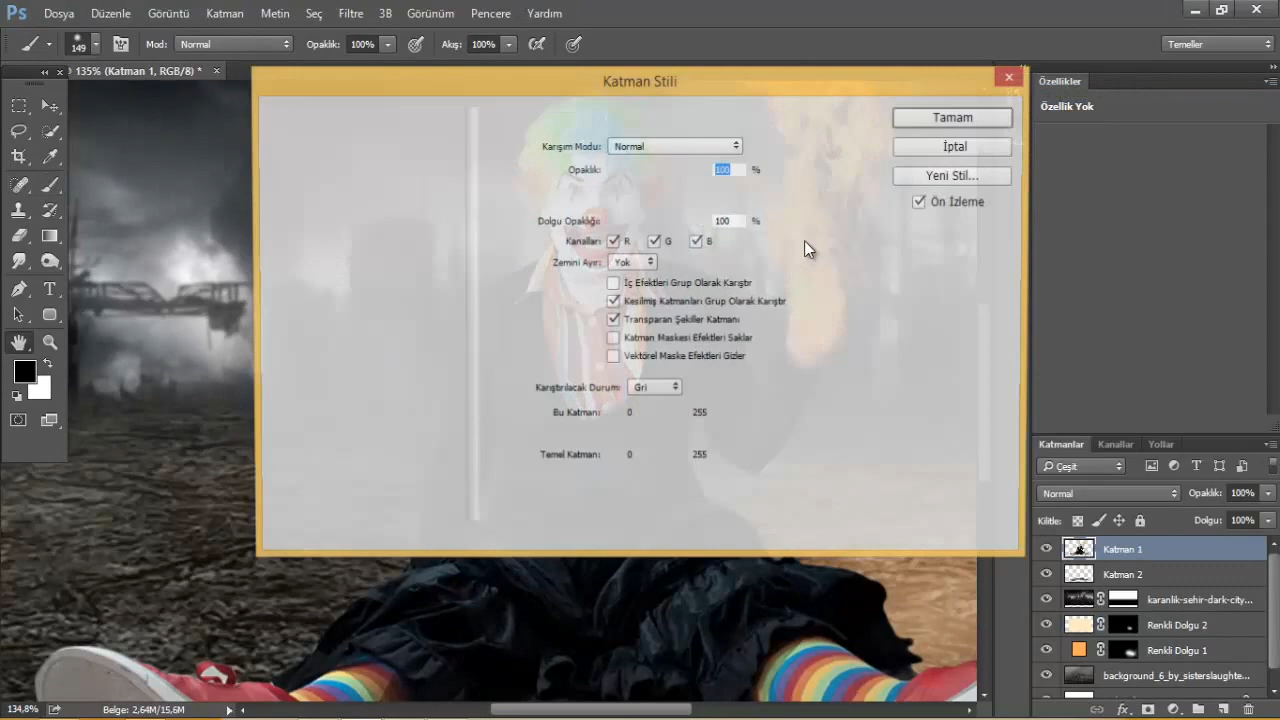 Ps Dosya Düzenle Görüntü Katman Metin Seç Filtre 3B Görünüm Pencere Yardım
149 Mod: Normal Opaklık: 100% Akış: 100% Temeller
135% (Katman 1, RGB/8) *
Katman Stili
Özellikler
Özellik Yok
Tamam
Karışım Modu: Normal
İptal
Opaklık: 100 %
Yeni Stil...
Ön İzleme
Dolgu Opaklığı: 100 %
Kanalları: R G B
Zemini Ayır: Yok
İç Efektleri Grup Olarak Karıştır
Kesilmiş Katmanları Grup Olarak Karıştır
Transparan Şekiller Katmanı
Katman Maskesi Efektleri Saklar
Vektörel Maske Efektleri Gizler
Karıştırılacak Durum: Gri
Bu Katman: 0 255
Temel Katman: 0 255
Katmanlar Kanallar Yollar
Çeşit
Normal Opaklık: 100%
Kilitle: Dolgu: 100%
Katman 1
Katman 2
karanlik-sehir-dark-city...
Renkli Dolgu 2
Renkli Dolgu 1
background_6_by_sisterslaughte...
134,8% Belge: 2,64M/15,6M
fx